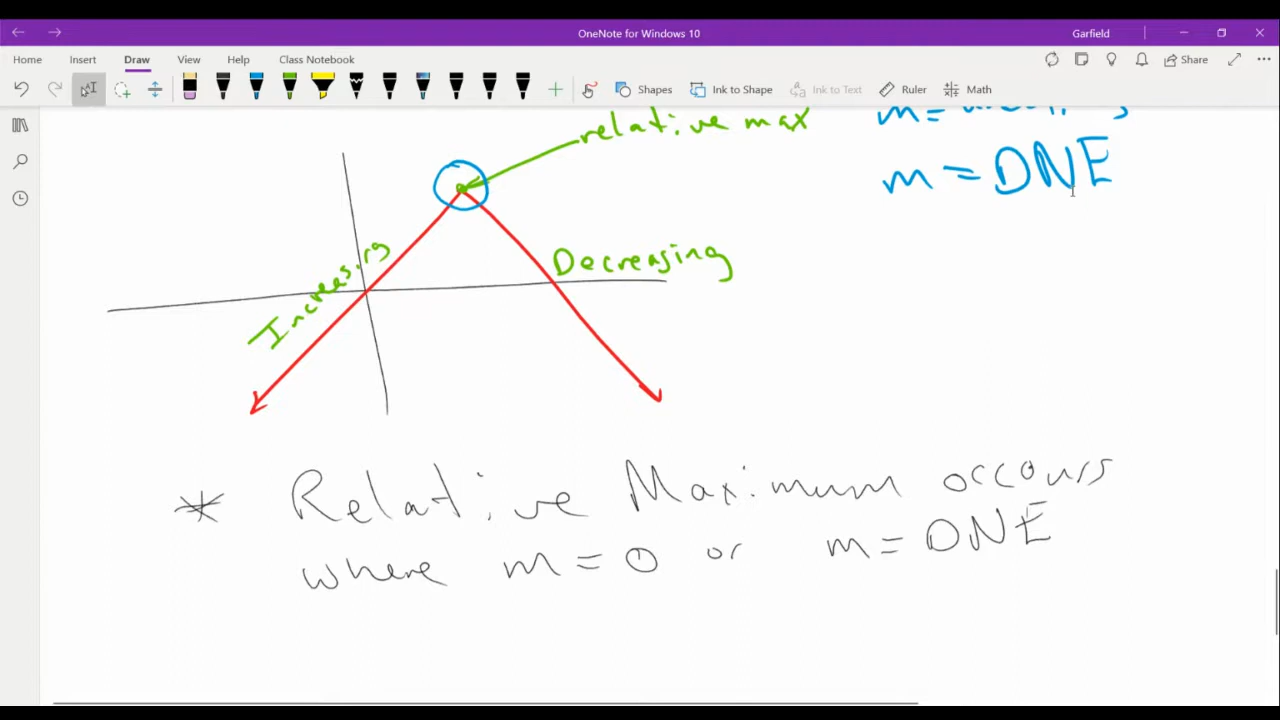 OneNote for Windows 10
Garfield
Home Insert Draw View Help Class Notebook
Share
Shapes Ink to Shape Ink to Text Ruler Math
relative max
m =
m = DNE
Increasing
Decreasing
* Relative Maximum occours
where m = 0 or m = DNE